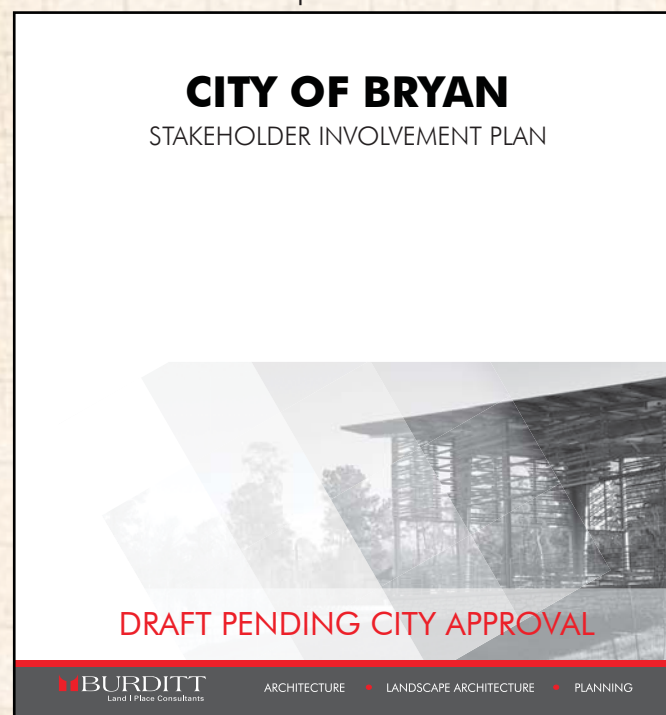 CITY OF BRYAN
STAKEHOLDER INVOLVEMENT PLAN
DRAFT PENDING CITY APPROVAL
BURDITT
Land | Place Consultants
ARCHITECTURE • LANDSCAPE ARCHITECTURE • PLANNING